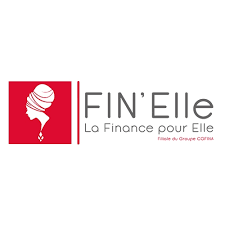 FIN'Elle
La Finance pour Elle
Filiale du Groupe COFINA